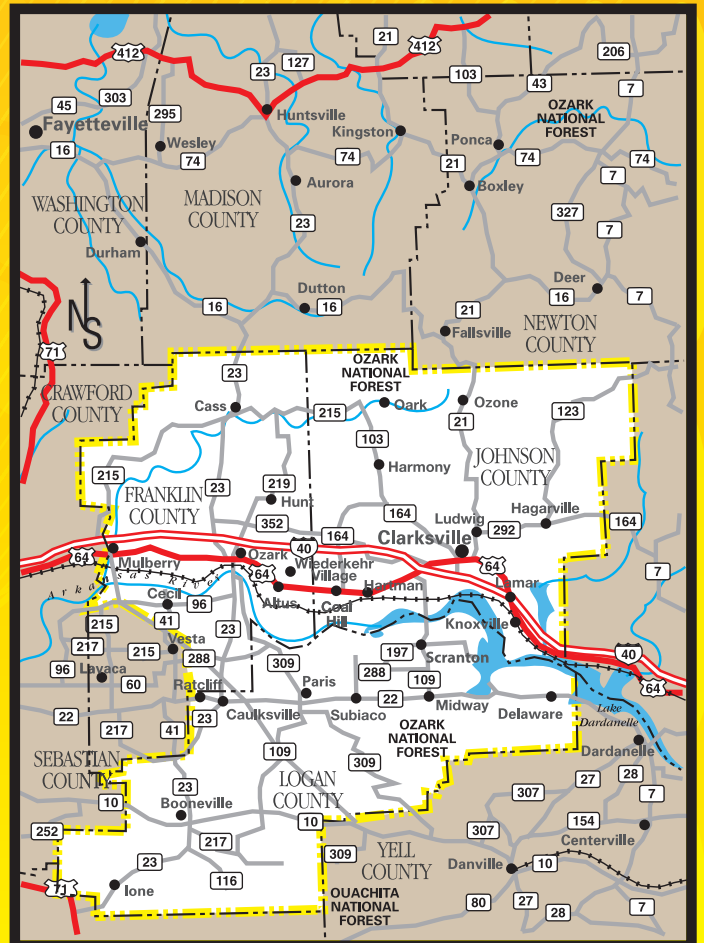 412
21
412
206
23
127
103
43
7
OZARK
NATIONAL
FOREST
45
303
295
Huntsville
Fayetteville
Kingston
Ponca
16
Wesley
74
74
21
74
74
7
Aurora
Boxley
WASHINGTON
COUNTY
MADISON
COUNTY
327
23
7
Durham
Deer
Dutton
16
16
16
7
N
S
21
Fallsville
NEWTON
COUNTY
71
OZARK
NATIONAL
FOREST
23
CRAWFORD
COUNTY
Cass
215
Oark
Ozone
21
123
103
Harmony
JOHNSON
COUNTY
215
219
23
FRANKLIN
COUNTY
Hunt
164
Ludwig
Hagarville
352
164
292
164
Clarksville
40
64
Mulberry
Ozark
Wiederkehr
Village
64
64
7
Arkansas River
Altus
Coal
Hill
Hartman
Lamar
Cecil
96
41
215
Knoxville
23
217
215
Vesta
288
197
Scranton
40
96
Lavaca
309
288
60
Ratcliff
Paris
109
64
22
Caulksville
Subiaco
22
Midway
Delaware
Lake
Dardanelle
22
217
41
23
OZARK
NATIONAL
FOREST
Dardanelle
SEBASTIAN
COUNTY
109
309
23
LOGAN
COUNTY
27
28
10
Booneville
307
7
10
252
217
307
154
Centerville
309
YELL
COUNTY
23
116
Danville
10
71
Ione
OUACHITA
NATIONAL
FOREST
80
27
28
7